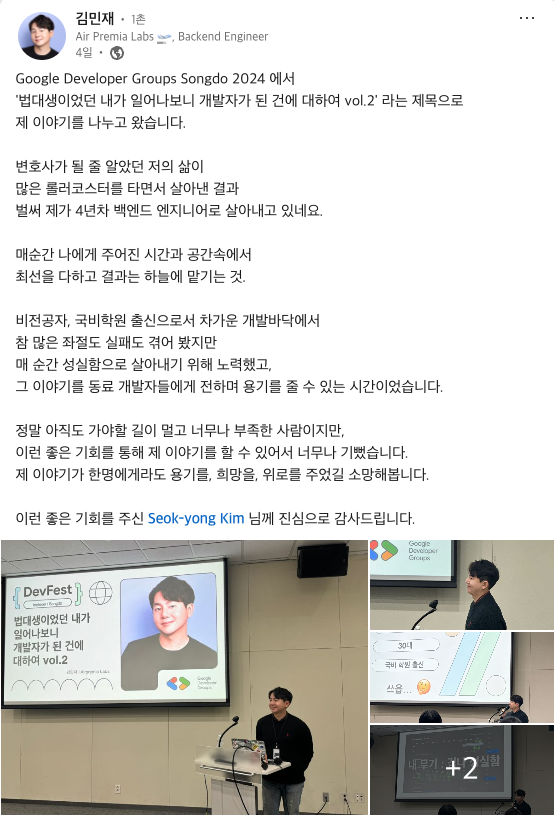 김민재 · 1촌
Air Premia Labs 🛫, Backend Engineer
4일 ·
Google Developer Groups Songdo 2024 에서
'법대생이었던 내가 일어나보니 개발자가 된 건에 대하여 vol.2' 라는 제목으로
제 이야기를 나누고 왔습니다.
변호사가 될 줄 알았던 저의 삶이
많은 롤러코스터를 타면서 살아낸 결과
벌써 제가 4년차 백엔드 엔지니어로 살아내고 있네요.
매순간 나에게 주어진 시간과 공간속에서
최선을 다하고 결과는 하늘에 맡기는 것.
비전공자, 국비학원 출신으로서 차가운 개발바닥에서
참 많은 좌절도 실패도 겪어 봤지만
매 순간 성실함으로 살아내기 위해 노력했고,
그 이야기를 동료 개발자들에게 전하며 용기를 줄 수 있는 시간이었습니다.
정말 아직도 가야할 길이 멀고 너무나 부족한 사람이지만,
이런 좋은 기회를 통해 제 이야기를 할 수 있어서 너무나 기뻤습니다.
제 이야기가 한명에게라도 용기를, 희망을, 위로를 주었길 소망해봅니다.
이런 좋은 기회를 주신 Seok-yong Kim 님께 진심으로 감사드립니다.
DevFest
법대생이었던 내가
일어나보니
개발자가 된 건에
대하여 vol.2
Google
Developer
Groups
Google
Developer
Groups
30대
국비 학원 출신
쓰읍...
내 무기
+2